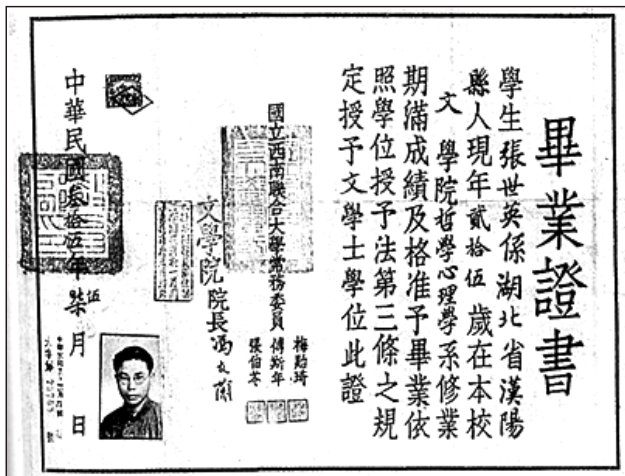 畢業證書
學生張世英係湖北省漢陽
縣人現年貳拾伍歲在本校
文學院哲學心理學系修業
期滿成績及格准予畢業依
照學位授予法第三條之規
定授予文學士學位此證
國立西南聯合大學常務委員
梅貽琦
傅斯年
張伯苓
文學院院長馮友蘭
中華民國叁拾伍年柒月伍日